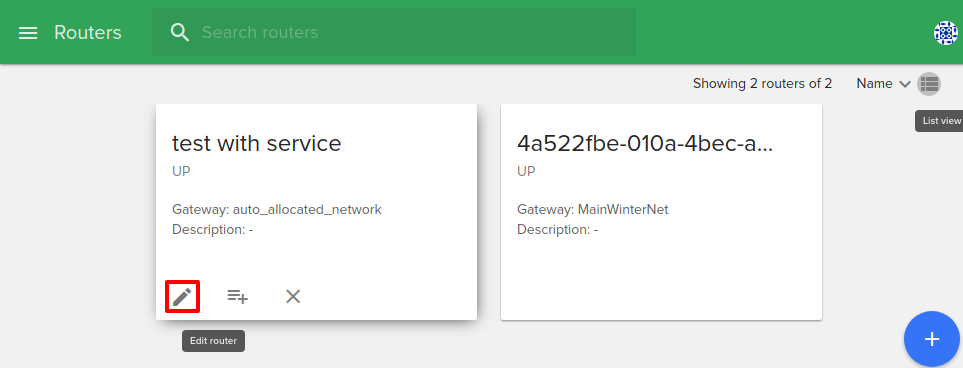 Routers
Search routers
Showing 2 routers of 2
Name
List view
test with service
UP
Gateway: auto_allocated_network
Description: -
Edit router
4a522fbe-010a-4bec-a...
UP
Gateway: MainWinterNet
Description: -